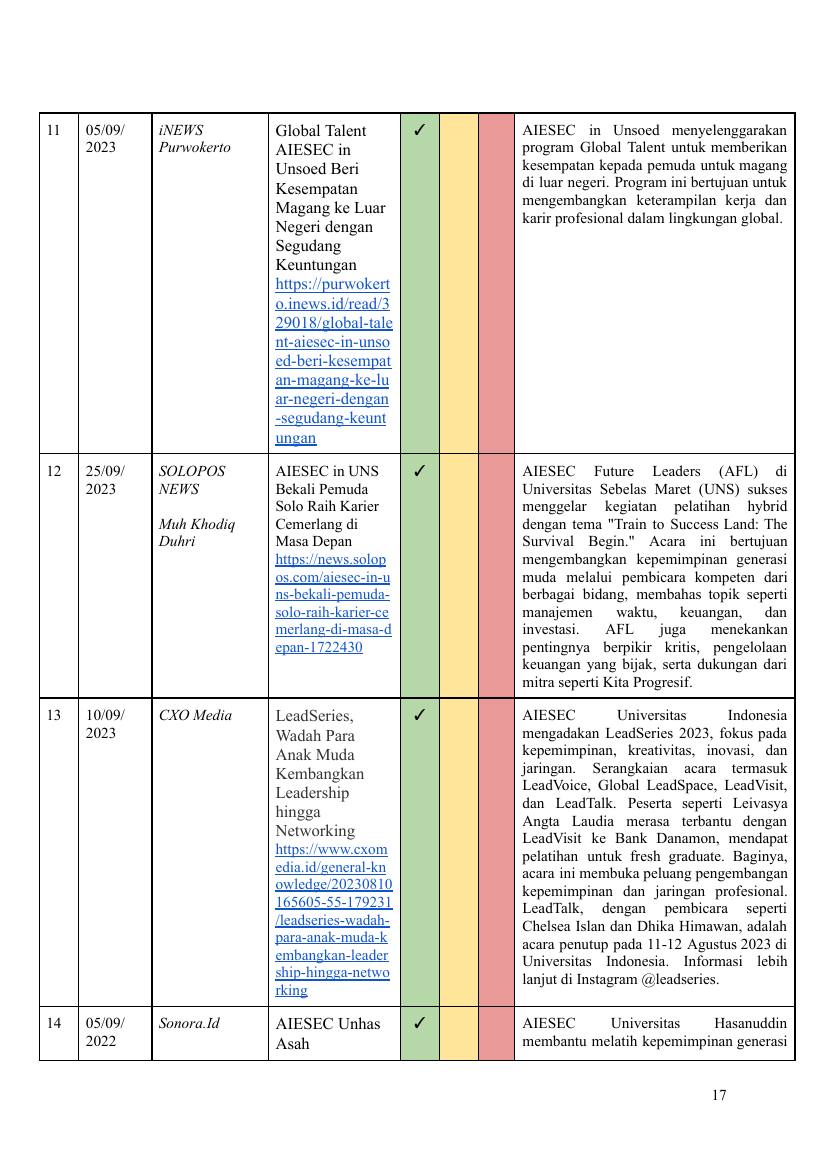 11
05/09/
2023
iNEWS
Purwokerto
Global Talent
AIESEC in
Unsoed Beri
Kesempatan
Magang ke Luar
Negeri dengan
Segudang
Keuntungan
https://purwokert
o.inews.id/read/3
29018/global-tale
nt-aiesec-in-unso
ed-beri-kesempat
an-magang-ke-lu
ar-negeri-dengan
-segudang-keunt
ungan
✓
AIESEC in Unsoed menyelenggarakan
program Global Talent untuk memberikan
kesempatan kepada pemuda untuk magang
di luar negeri. Program ini bertujuan untuk
mengembangkan keterampilan kerja dan
karir profesional dalam lingkungan global.
12
25/09/
2023
SOLOPOS
NEWS
Muh Khodiq
Duhri
AIESEC in UNS
Bekali Pemuda
Solo Raih Karier
Cemerlang di
Masa Depan
https://news.solop
os.com/aiesec-in-u
ns-bekali-pemuda-
solo-raih-karier-ce
merlang-di-masa-d
epan-1722430
✓
AIESEC Future Leaders (AFL) di
Universitas Sebelas Maret (UNS) sukses
menggelar kegiatan pelatihan hybrid
dengan tema "Train to Success Land: The
Survival Begin." Acara ini bertujuan
mengembangkan kepemimpinan generasi
muda melalui pembicara kompeten dari
berbagai bidang, membahas topik seperti
manajemen waktu, keuangan, dan
investasi. AFL juga menekankan
pentingnya berpikir kritis, pengelolaan
keuangan yang bijak, serta dukungan dari
mitra seperti Kita Progresif.
13
10/09/
2023
CXO Media
LeadSeries,
Wadah Para
Anak Muda
Kembangkan
Leadership
hingga
Networking
https://www.cxom
edia.id/general-kn
owledge/20230810
165605-55-179231
/leadseries-wadah-
para-anak-muda-k
embangkan-leader
ship-hingga-netwo
rking
✓
AIESEC Universitas Indonesia
mengadakan LeadSeries 2023, fokus pada
kepemimpinan, kreativitas, inovasi, dan
jaringan. Serangkaian acara termasuk
LeadVoice, Global LeadSpace, LeadVisit,
dan LeadTalk. Peserta seperti Leivasya
Angta Laudia merasa terbantu dengan
LeadVisit ke Bank Danamon, mendapat
pelatihan untuk fresh graduate. Baginya,
acara ini membuka peluang pengembangan
kepemimpinan dan jaringan profesional.
LeadTalk, dengan pembicara seperti
Chelsea Islan dan Dhika Himawan, adalah
acara penutup pada 11-12 Agustus 2023 di
Universitas Indonesia. Informasi lebih
lanjut di Instagram @leadseries.
14
05/09/
2022
Sonora.Id
AIESEC Unhas
Asah
✓
AIESEC Universitas Hasanuddin
membantu melatih kepemimpinan generasi
17